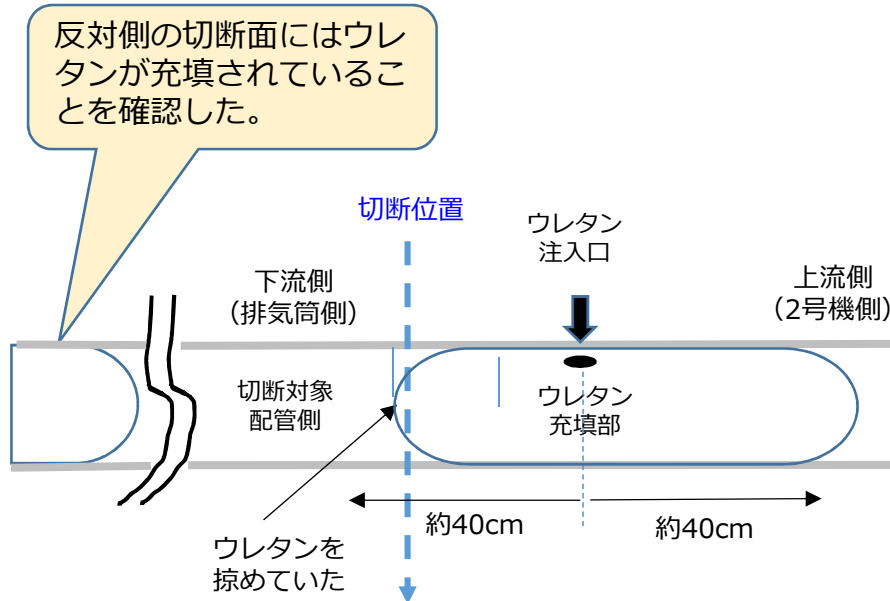 反対側の切断面にはウレ
タンが充填されているこ
とを確認した。
切断位置
ウレタン
注入口
下流側
（排気筒側）
上流側
（2号機側）
切断対象
配管側
ウレタン
充填部
約40cm
約40cm
ウレタンを
掠めていた